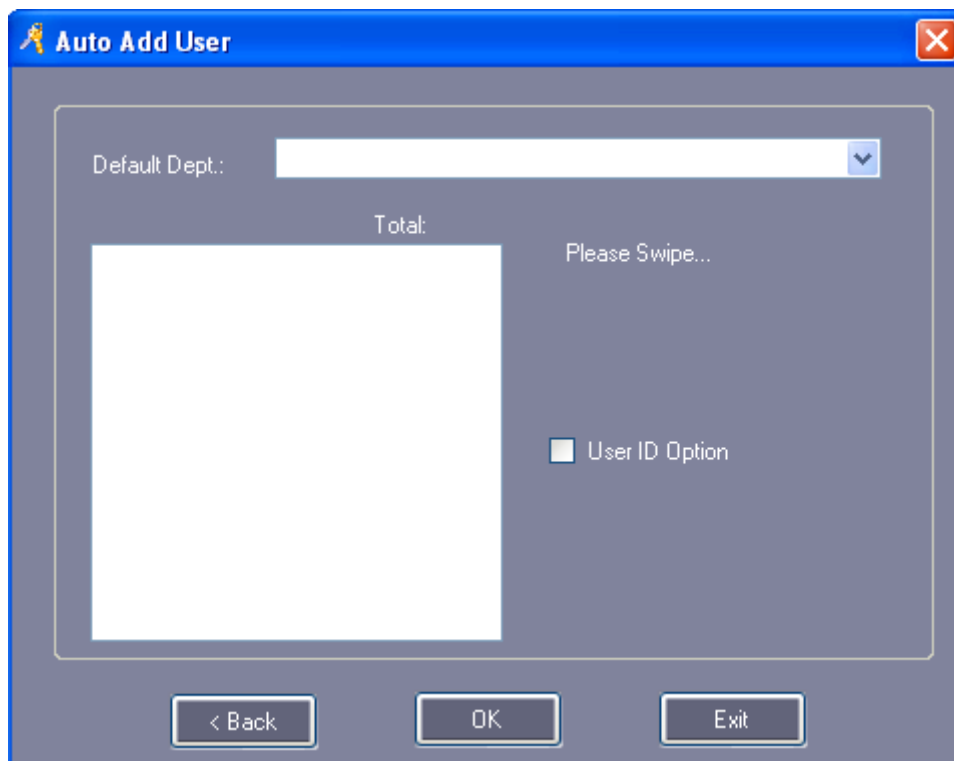 Auto Add User
Default Dept.:
Total:
Please Swipe...
User ID Option
< Back
OK
Exit